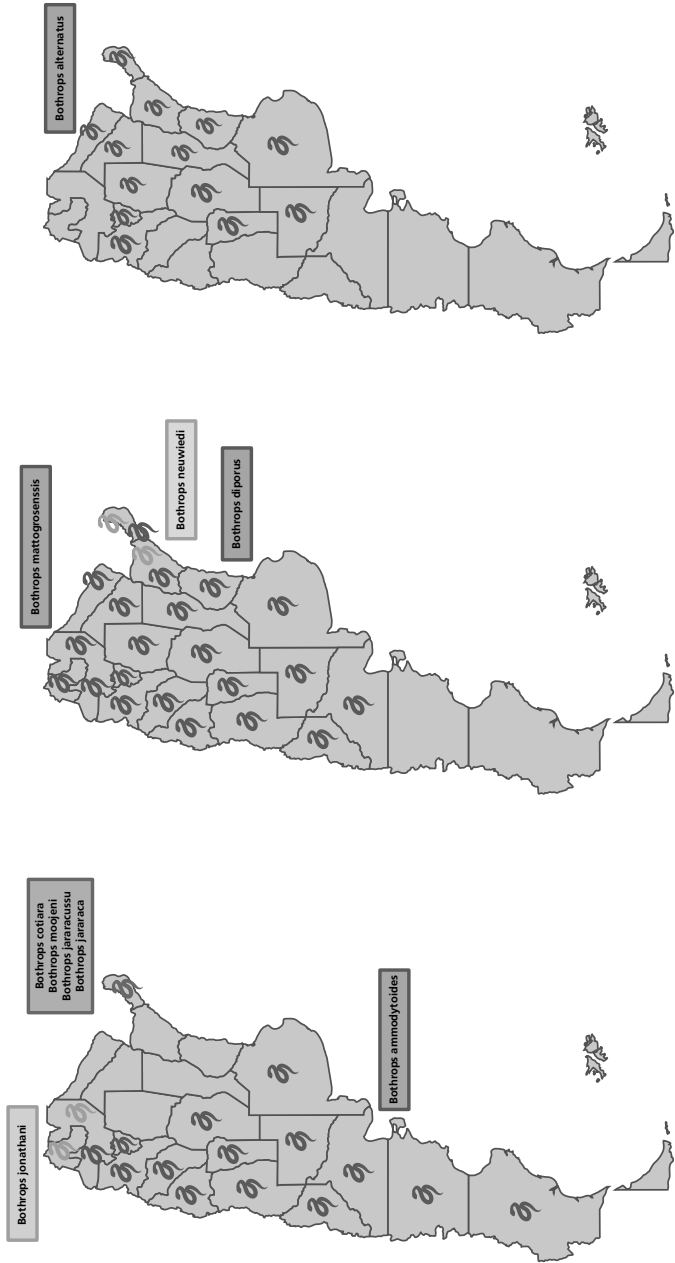 Bothrops alternatus
Bothrops mattogrosenssis
Bothrops neuwiedi
Bothrops diporus
Bothrops cotiara
Bothrops moojeni
Bothrops jararacussu
Bothrops jararaca
Bothrops ammodytoides
Bothrops jonathani